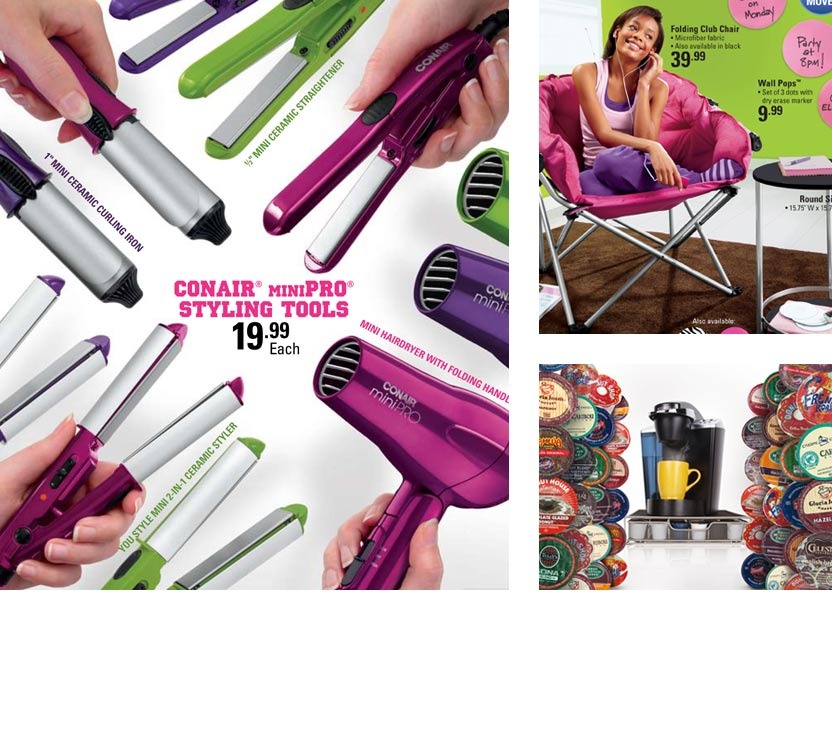 ½" MINI CERAMIC STRAIGHTENER
CONAIR
1" MINI CERAMIC CURLING IRON
CONAIR® MINIPRO®
STYLING TOOLS
19.99
Each
MINI HAIRDRYER WITH FOLDING HANDL
CONAIR
miniPRO
YOU STYLE MINI 2-IN-1 CERAMIC STYLER
on
Monday
MOVE
Party
at
8pm!
Folding Club Chair
• Microfiber fabric
• Also available in black
39.99
Wall Pops™
• Set of 3 dots with
dry erase marker
9.99
Round Si
• 15.75" W x 15.7
Also available: